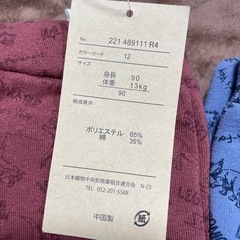 No. 221 489111 R4
カラーコード
12
サイズ
身長 90
体重 13kg
90
組成表示
ポリエステル 65%
綿 35%
日本織物中央卸商業組合連合会 N-23
TEL 052-201-5588
中国製
紙